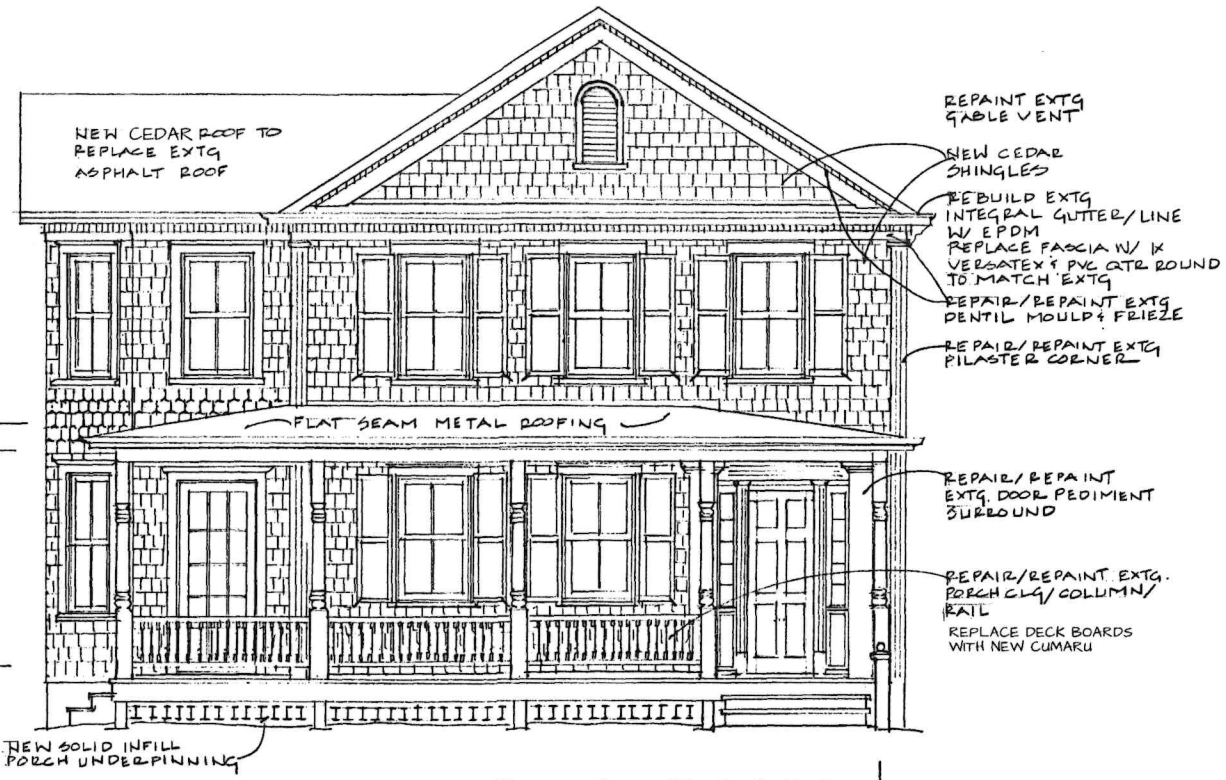 NEW CEDAR ROOF TO
REPLACE EXTG
ASPHALT ROOF
REPAINT EXTG
GABLE VENT
NEW CEDAR
SHINGLES
REBUILD EXTG
INTEGRAL GUTTER/LINE
W/ EPDM
REPLACE FASCIA W/ 1X
VERSATEX & PVC QTR ROUND
TO MATCH EXTG
REPAIR/REPAINT EXTG
DENTIL MOULD & FRIEZE
REPAIR/REPAINT EXTG
PILASTER CORNER
FLAT SEAM METAL ROOFING
REPAIR/REPAINT
EXTG. DOOR PEDIMENT
SURROUND
REPAIR/REPAINT EXTG.
PORCH CLG/COLUMN/
RAIL
REPLACE DECK BOARDS
WITH NEW CUMARU
NEW SOLID INFILL
PORCH UNDERPINNING